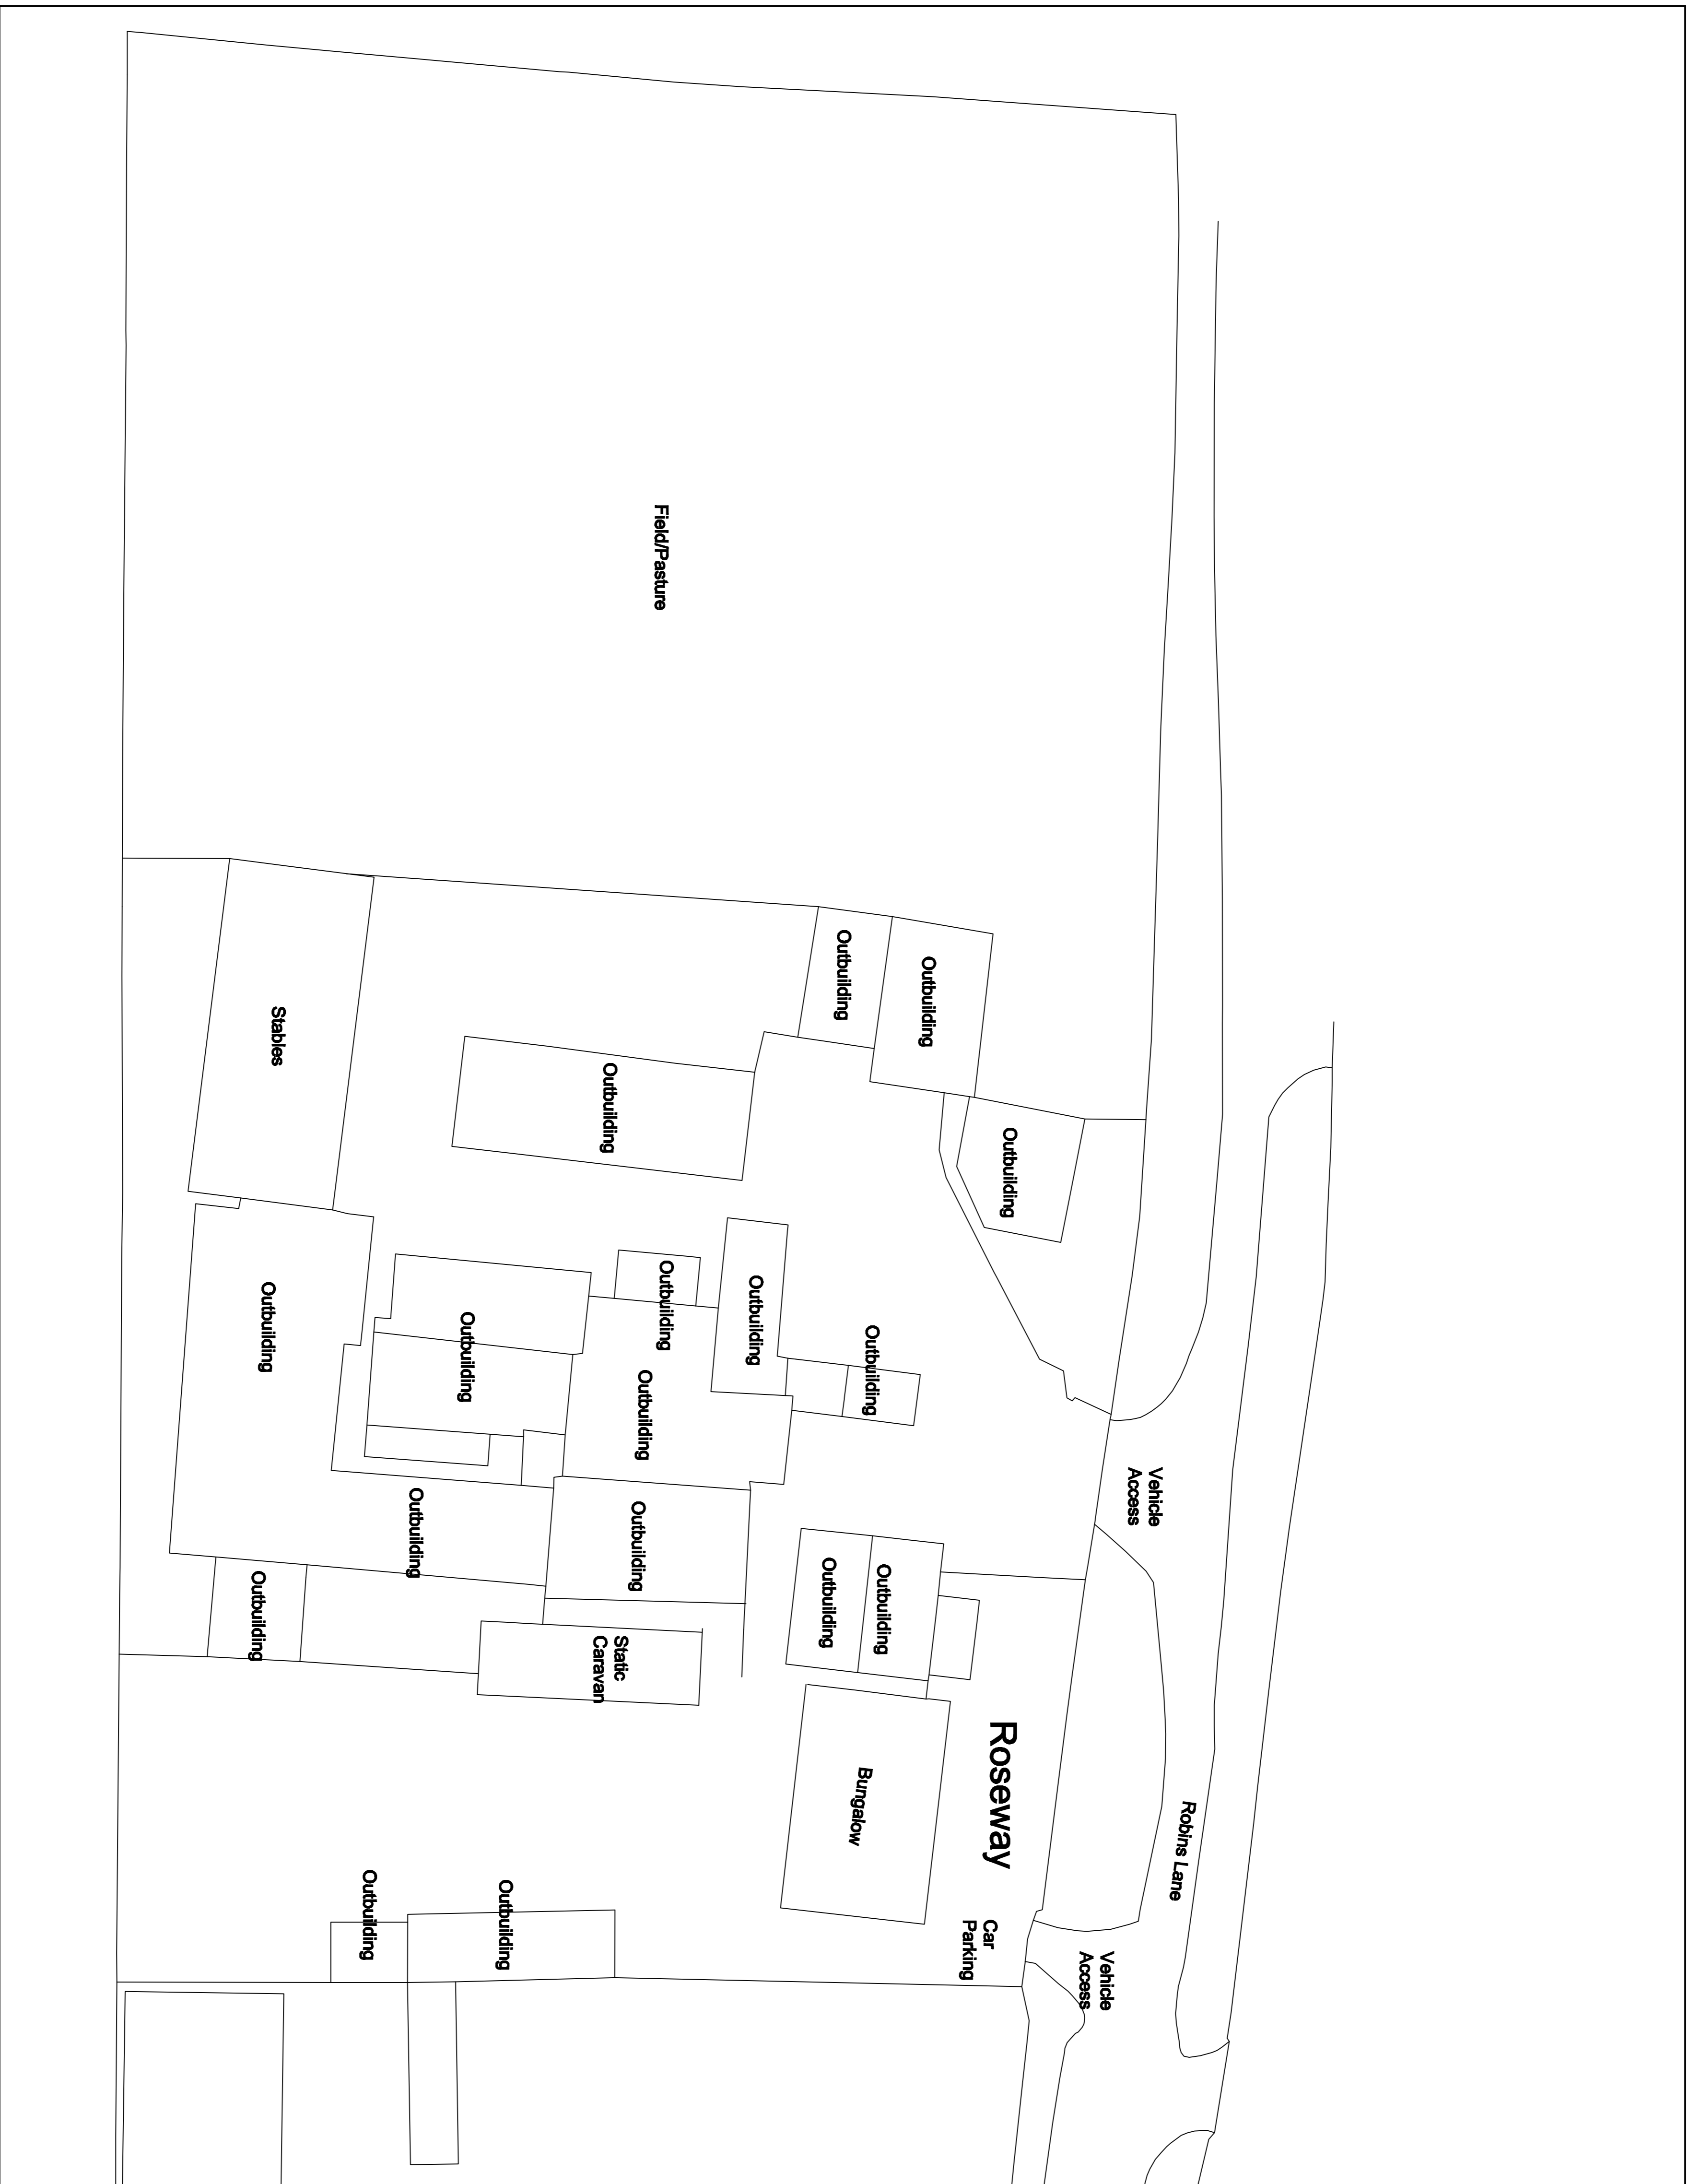 Robins Lane
Vehicle
Access
Vehicle
Access
Outbuilding
Roseway
Car
Parking
Outbuilding
Outbuilding
Outbuilding
Bungalow
Outbuilding
Outbuilding
Outbuilding
Outbuilding
Field/Pasture
Outbuilding
Outbuilding
Static
Caravan
Outbuilding
Outbuilding
Outbuilding
Outbuilding
Outbuilding
Stables
Outbuilding
Outbuilding